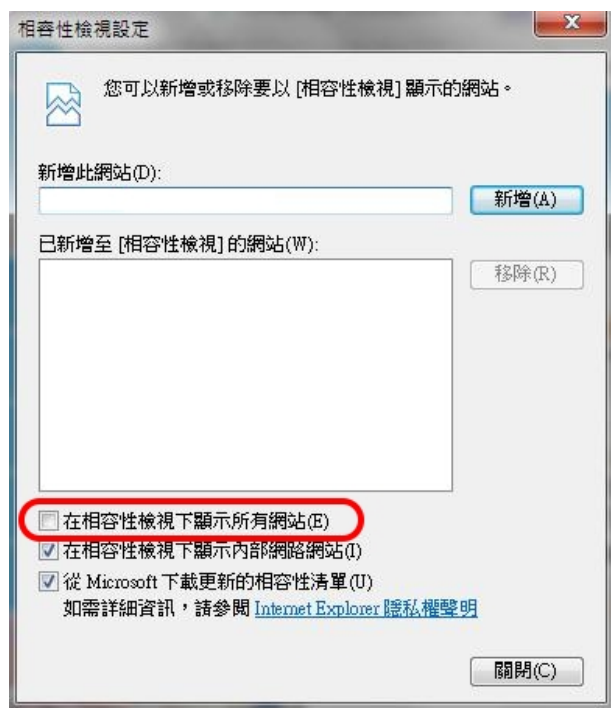 相容性檢視設定
您可以新增或移除要以 [相容性檢視] 顯示的網站。
新增此網站(D):
新增(A)
已新增至 [相容性檢視] 的網站(W):
移除(R)
在相容性檢視下顯示所有網站(E)
在相容性檢視下顯示內部網路網站(I)
從 Microsoft 下載更新的相容性清單(U)
如需詳細資訊，請參閱 Internet Explorer 隱私權聲明
關閉(C)